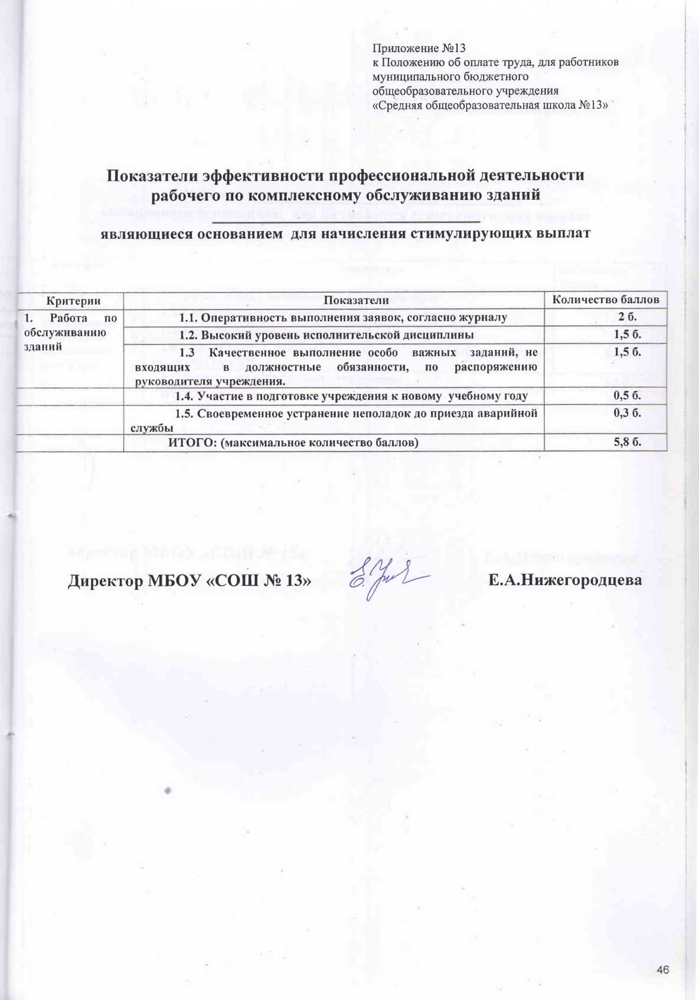 Приложение №13
к Положению об оплате труда, для работников
муниципального бюджетного
общеобразовательного учреждения
«Средняя общеобразовательная школа №13»
Показатели эффективности профессиональной деятельности
рабочего по комплексному обслуживанию зданий
являющиеся основанием для начисления стимулирующих выплат
Критерии Показатели Количество баллов
1. Работа по обслуживанию зданий
1.1. Оперативность выполнения заявок, согласно журналу 2 б.
1.2. Высокий уровень исполнительской дисциплины 1,5 б.
1.3 Качественное выполнение особо важных заданий, не 1,5 б.
входящих в должностные обязанности, по распоряжению
руководителя учреждения.
1.4. Участие в подготовке учреждения к новому учебному году 0,5 б.
1.5. Своевременное устранение неполадок до приезда аварийной 0,3 б.
службы
ИТОГО: (максимальное количество баллов) 5,8 б.
Директор МБОУ «СОШ № 13» Е.А.Нижегородцева
46